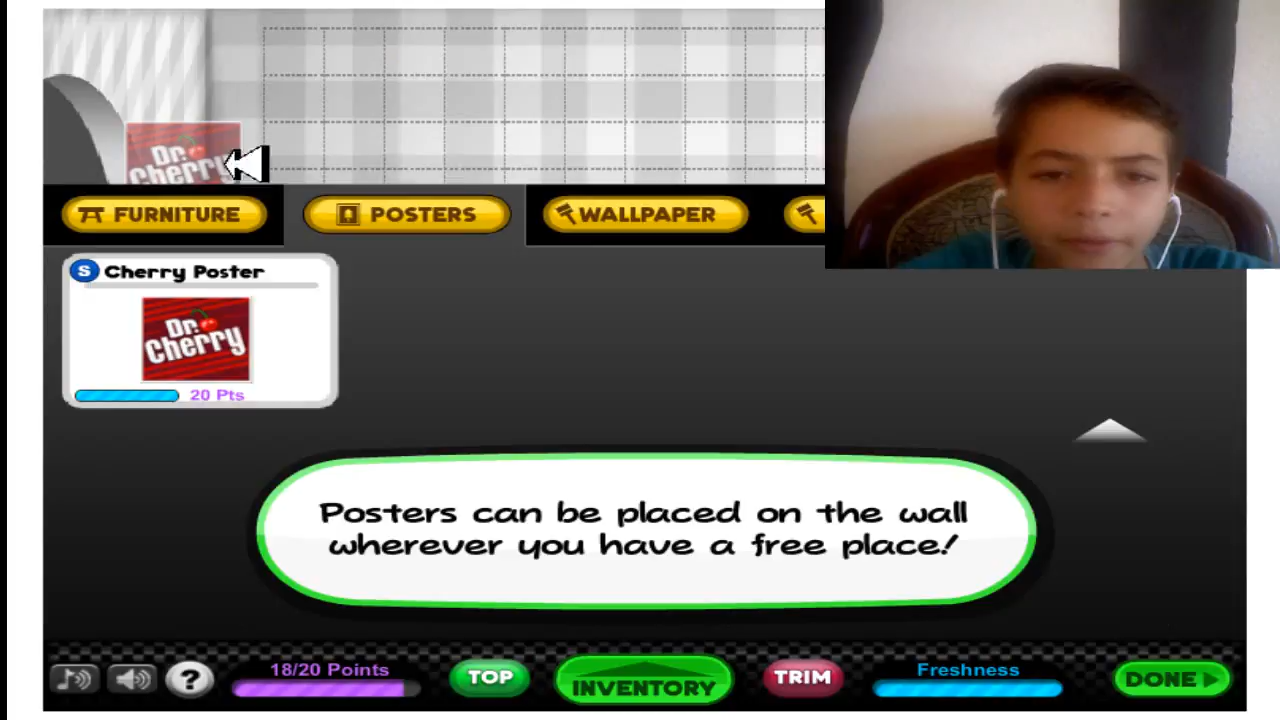 Dr. Cherry
FURNITURE
POSTERS
WALLPAPER
S Cherry Poster
Dr. Cherry
20 Pts
Posters can be placed on the wall
wherever you have a free place!
? 18/20 Points TOP INVENTORY TRIM Freshness DONE